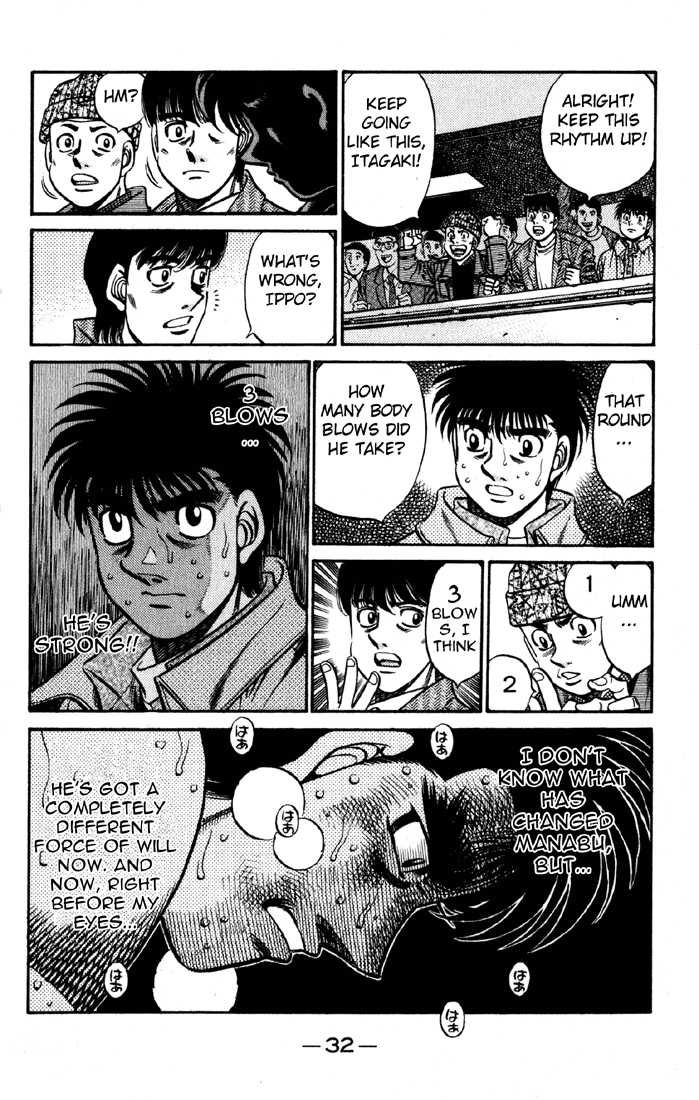 ALRIGHT!
KEEP THIS
RHYTHM UP!
KEEP
GOING
LIKE THIS,
ITAGAKI!
HM?
WHAT'S
WRONG,
IPPO?
THAT
ROUND
...
HOW
MANY BODY
BLOWS DID
HE TAKE?
3
BLOWS
...
HE'S
STRONG!!
UMM
...
1
2
3
BLOW
S, I
THINK
I DON'T
KNOW WHAT
HAS
CHANGED
MANABU,
BUT...
はぁ
はぁ
はぁ
HE'S GOT A
COMPLETELY
DIFFERENT
FORCE OF WILL
NOW. AND
NOW, RIGHT
BEFORE MY
EYES...
はぁ
はぁ
はぁ
—32—